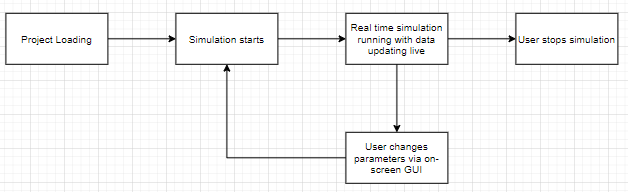 Project Loading
Simulation starts
Real time simulation
running with data
updating live
User stops simulation
User changes
parameters via on-
screen GUI